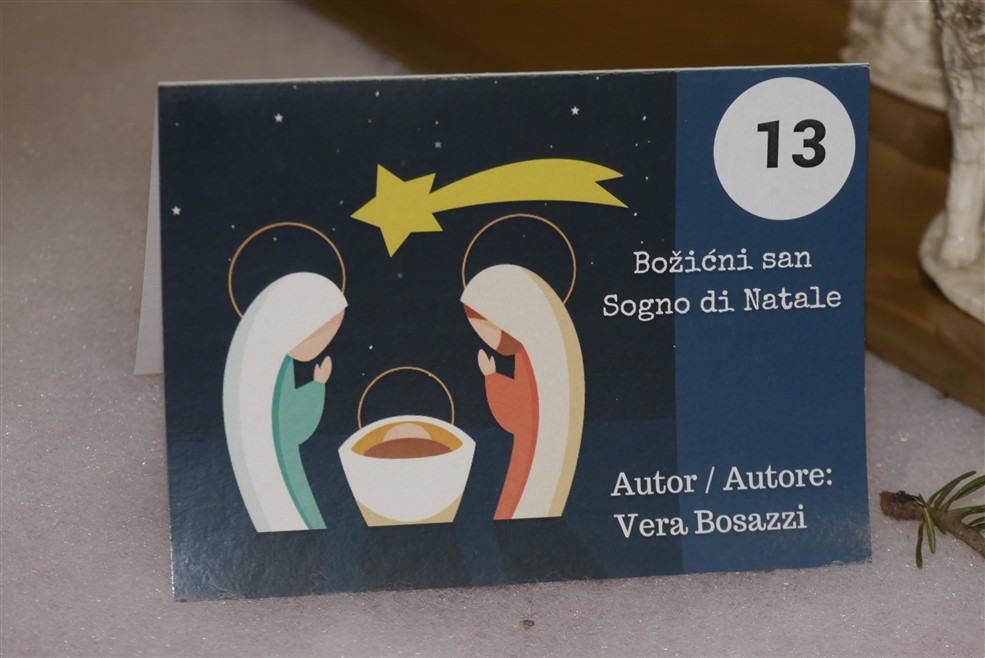 13
Božićni san
Sogno di Natale
Autor / Autore:
Vera Bosazzi